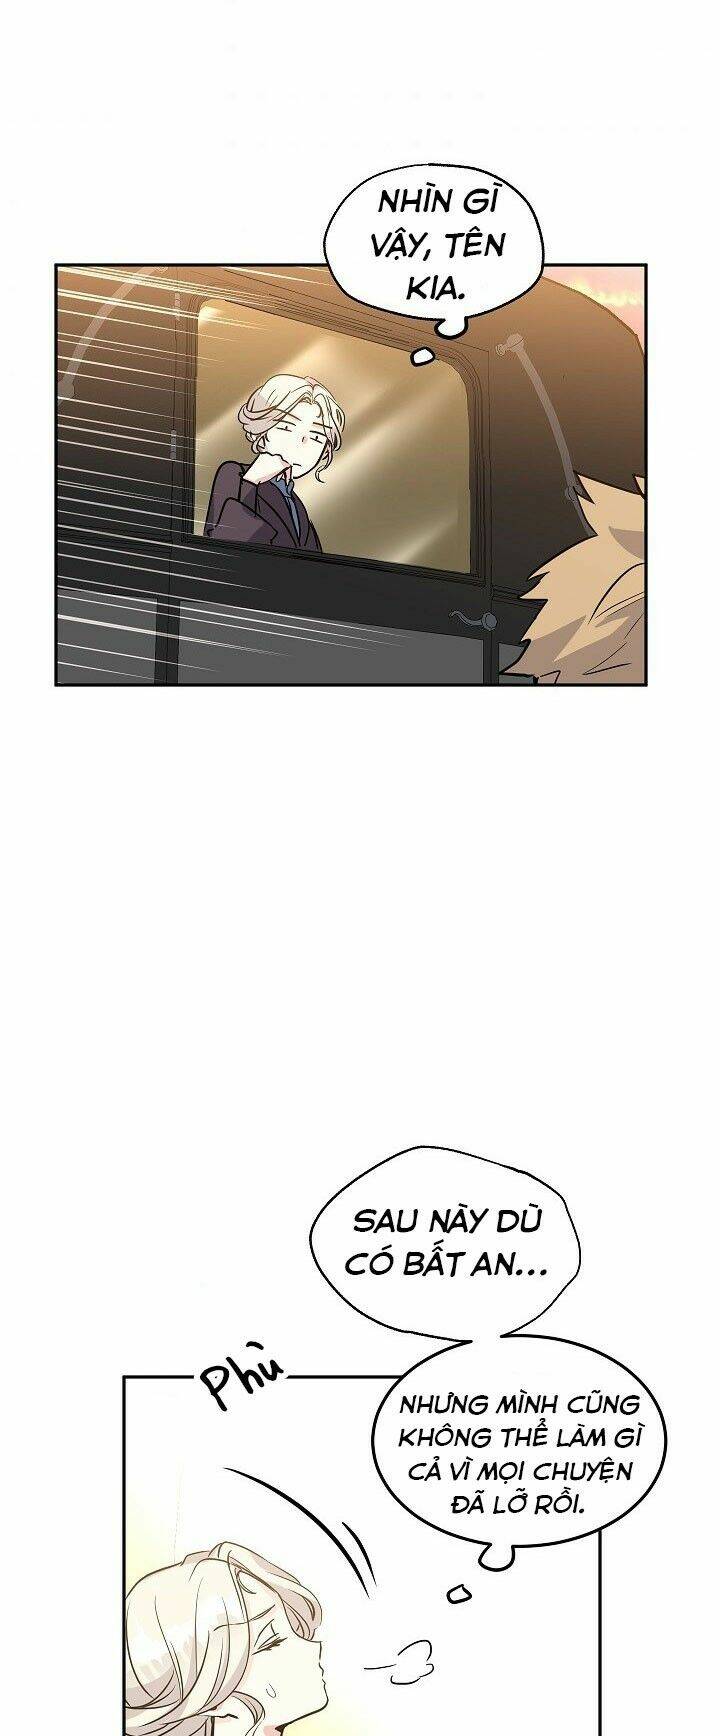 NHÌN GÌ
VẬY, TÊN
KIA.
SAU NÀY DÙ
CÓ BẤT AN...
Phù
NHƯNG MÌNH CŨNG
KHÔNG THỂ LÀM GÌ
CẢ VÌ MỌI CHUYỆN
ĐÃ LỠ RỒI.